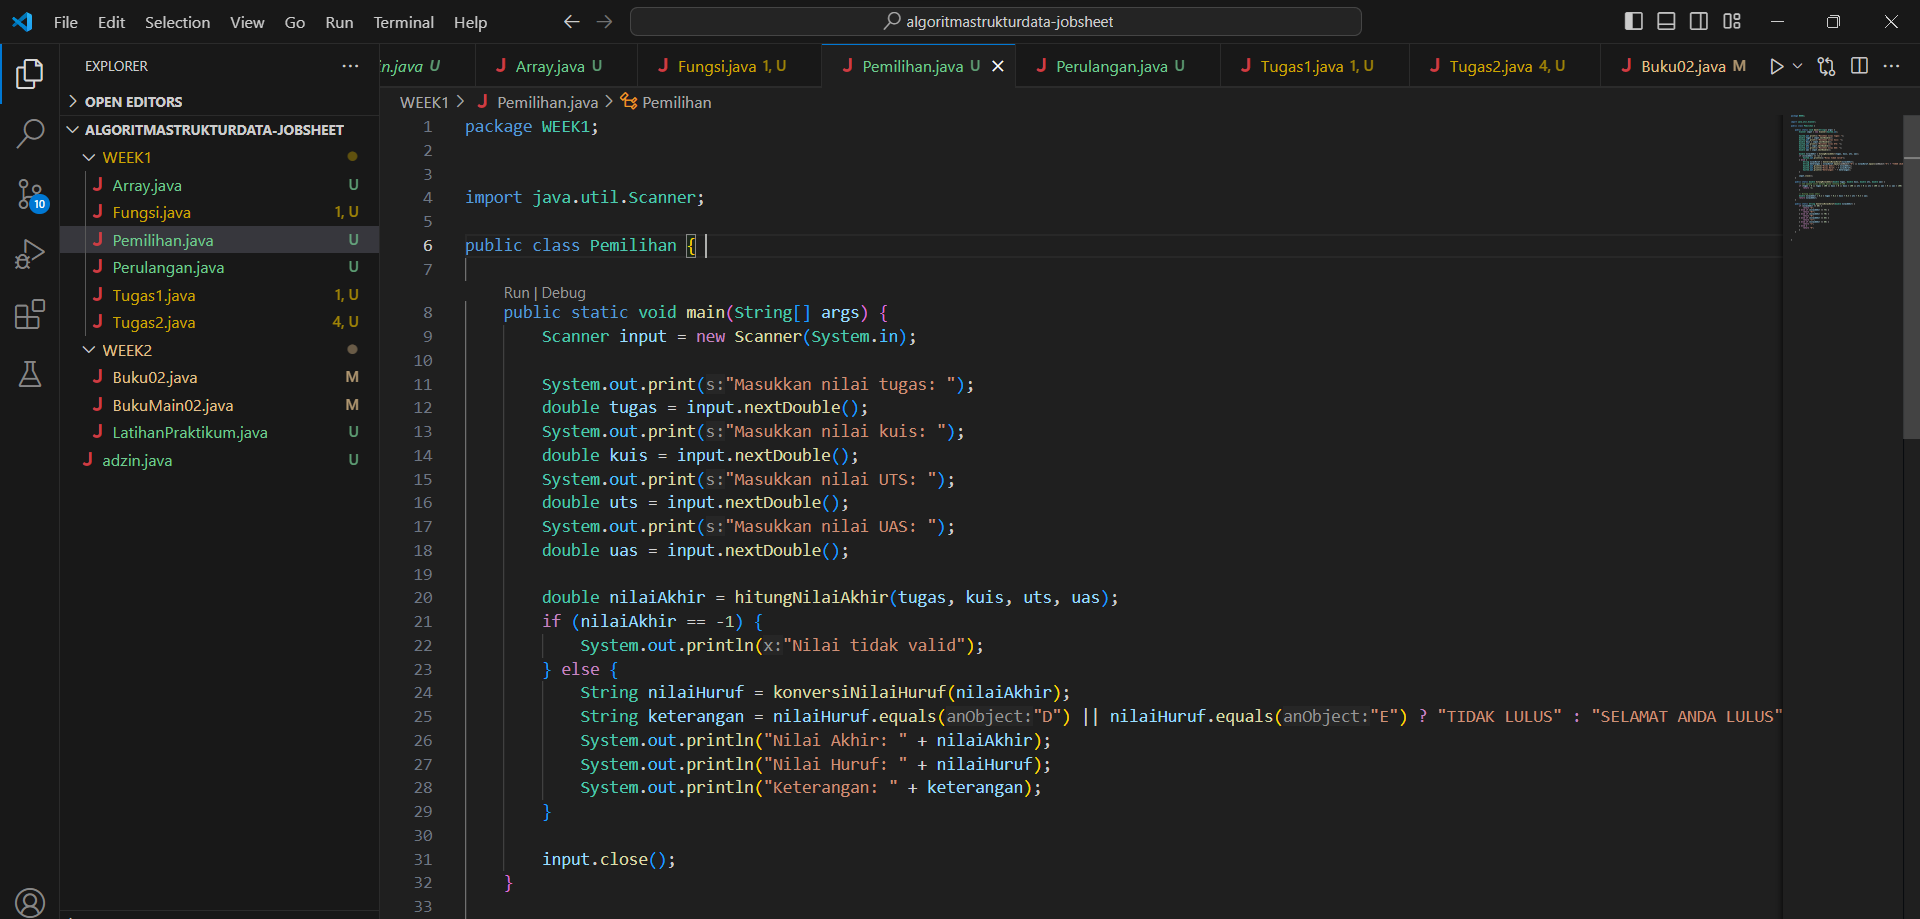 File Edit Selection View Go Run Terminal Help
algoritmastrukturdata-jobsheet
EXPLORER
OPEN EDITORS
ALGORITMASTRUKTURDATA-JOBSHEET
WEEK1
Array.java U
Fungsi.java 1, U
Pemilihan.java U
Perulangan.java U
Tugas1.java 1, U
Tugas2.java 4, U
WEEK2
Buku02.java M
BukuMain02.java M
LatihanPraktikum.java U
adzin.java U
10
in.java U Array.java U Fungsi.java 1, U Pemilihan.java U Perulangan.java U Tugas1.java 1, U Tugas2.java 4, U Buku02.java M
WEEK1 > Pemilihan.java > Pemilihan
1 package WEEK1;
2
3
4 import java.util.Scanner;
5
6 public class Pemilihan {
7
Run | Debug
8 public static void main(String[] args) {
9 Scanner input = new Scanner(System.in);
10
11 System.out.print(s:"Masukkan nilai tugas: ");
12 double tugas = input.nextDouble();
13 System.out.print(s:"Masukkan nilai kuis: ");
14 double kuis = input.nextDouble();
15 System.out.print(s:"Masukkan nilai UTS: ");
16 double uts = input.nextDouble();
17 System.out.print(s:"Masukkan nilai UAS: ");
18 double uas = input.nextDouble();
19
20 double nilaiAkhir = hitungNilaiAkhir(tugas, kuis, uts, uas);
21 if (nilaiAkhir == -1) {
22 System.out.println(x:"Nilai tidak valid");
23 } else {
24 String nilaiHuruf = konversiNilaiHuruf(nilaiAkhir);
25 String keterangan = nilaiHuruf.equals(anObject:"D") || nilaiHuruf.equals(anObject:"E") ? "TIDAK LULUS" : "SELAMAT ANDA LULUS"
26 System.out.println("Nilai Akhir: " + nilaiAkhir);
27 System.out.println("Nilai Huruf: " + nilaiHuruf);
28 System.out.println("Keterangan: " + keterangan);
29 }
30
31 input.close();
32 }
33